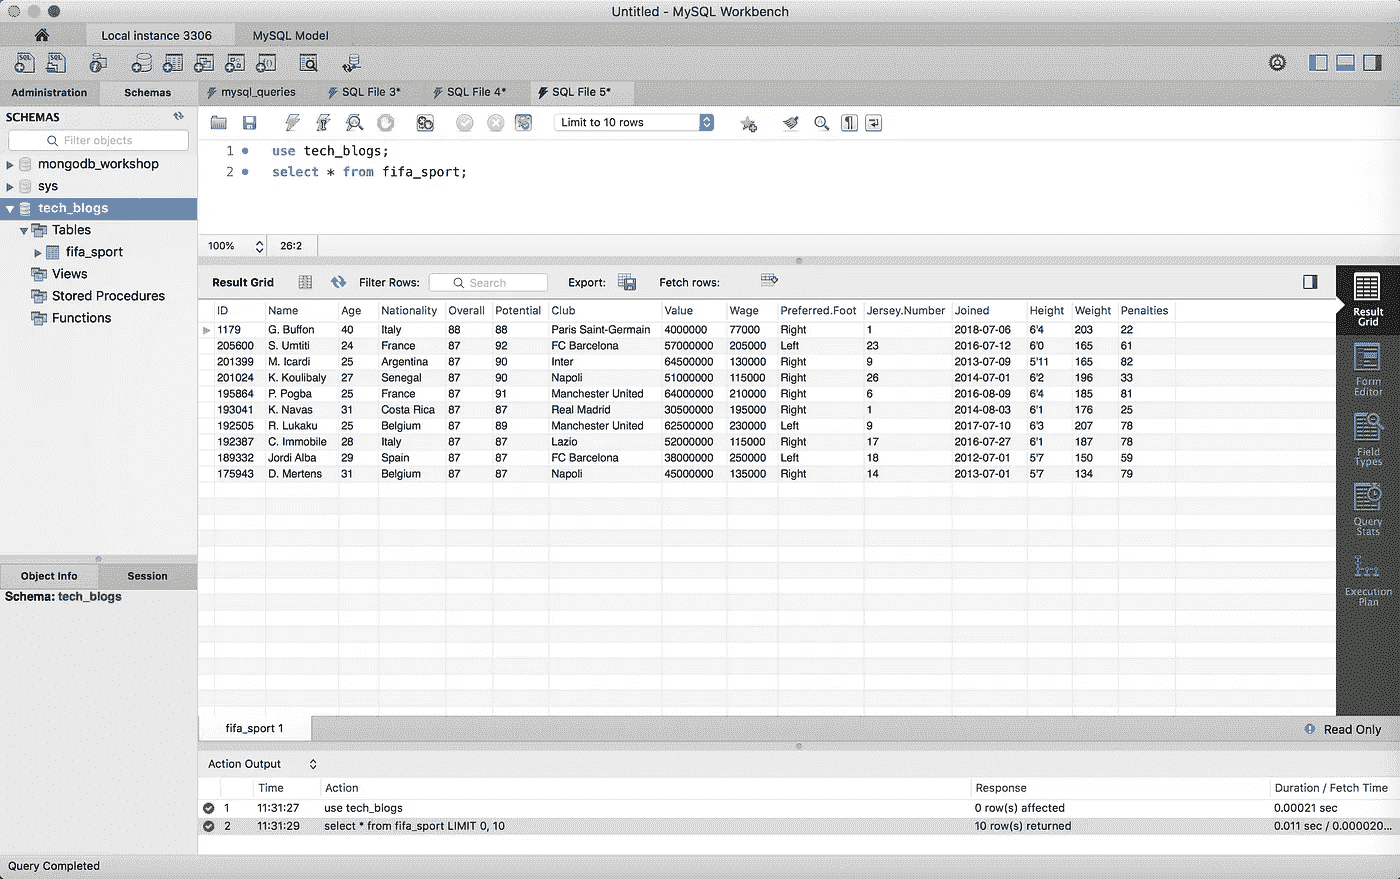 Untitled - MySQL Workbench
Local instance 3306 MySQL Model
Administration Schemas mysql_queries SQL File 3* SQL File 4* SQL File 5*
SCHEMAS
Filter objects
Limit to 10 rows
mongodb_workshop
sys
tech_blogs
Tables
fifa_sport
Views
Stored Procedures
Functions
1 use tech_blogs;
2 select * from fifa_sport;
100% 26:2
Result Grid Filter Rows: Search Export: Fetch rows:
ID Name Age Nationality Overall Potential Club Value Wage Preferred.Foot Jersey.Number Joined Height Weight Penalties
1179 G. Buffon 40 Italy 88 88 Paris Saint-Germain 4000000 77000 Right 1 2018-07-06 6'4 203 22
205600 S. Umtiti 24 France 87 92 FC Barcelona 57000000 205000 Left 23 2016-07-12 6'0 165 61
201399 M. Icardi 25 Argentina 87 90 Inter 64500000 130000 Right 9 2013-07-09 5'11 165 82
201024 K. Koulibaly 27 Senegal 87 90 Napoli 51000000 115000 Right 26 2014-07-01 6'2 196 33
195864 P. Pogba 25 France 87 91 Manchester United 64000000 210000 Right 6 2016-08-09 6'4 185 81
193041 K. Navas 31 Costa Rica 87 87 Real Madrid 30500000 195000 Right 1 2014-08-03 6'1 176 25
192505 R. Lukaku 25 Belgium 87 89 Manchester United 62500000 230000 Left 9 2017-07-10 6'3 207 78
192387 C. Immobile 28 Italy 87 87 Lazio 52000000 115000 Right 17 2016-07-27 6'1 187 78
189332 Jordi Alba 29 Spain 87 87 FC Barcelona 38000000 250000 Left 18 2012-07-01 5'7 150 59
175943 D. Mertens 31 Belgium 87 87 Napoli 45000000 135000 Right 14 2013-07-01 5'7 134 79
Result
Grid
Form
Editor
Field
Types
Query
Stats
Execution
Plan
Object Info Session
Schema: tech_blogs
fifa_sport 1 Read Only
Action Output
Time Action Response Duration / Fetch Time
1 11:31:27 use tech_blogs 0 row(s) affected 0.00021 sec
2 11:31:29 select * from fifa_sport LIMIT 0, 10 10 row(s) returned 0.011 sec / 0.000020...
Query Completed